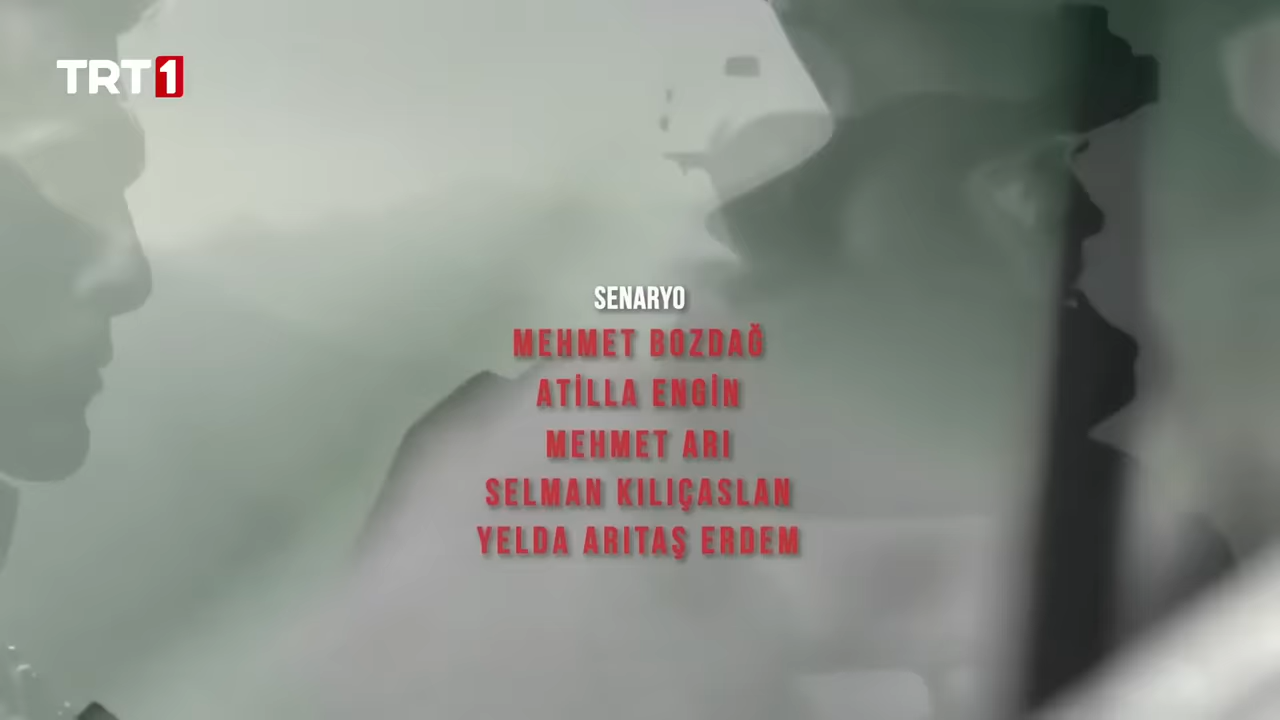 TRT1
SENARYO
MEHMET BOZDAĞ
ATİLLA ENGİN
MEHMET ARI
SELMAN KILIÇASLAN
YELDA ARITAŞ ERDEM